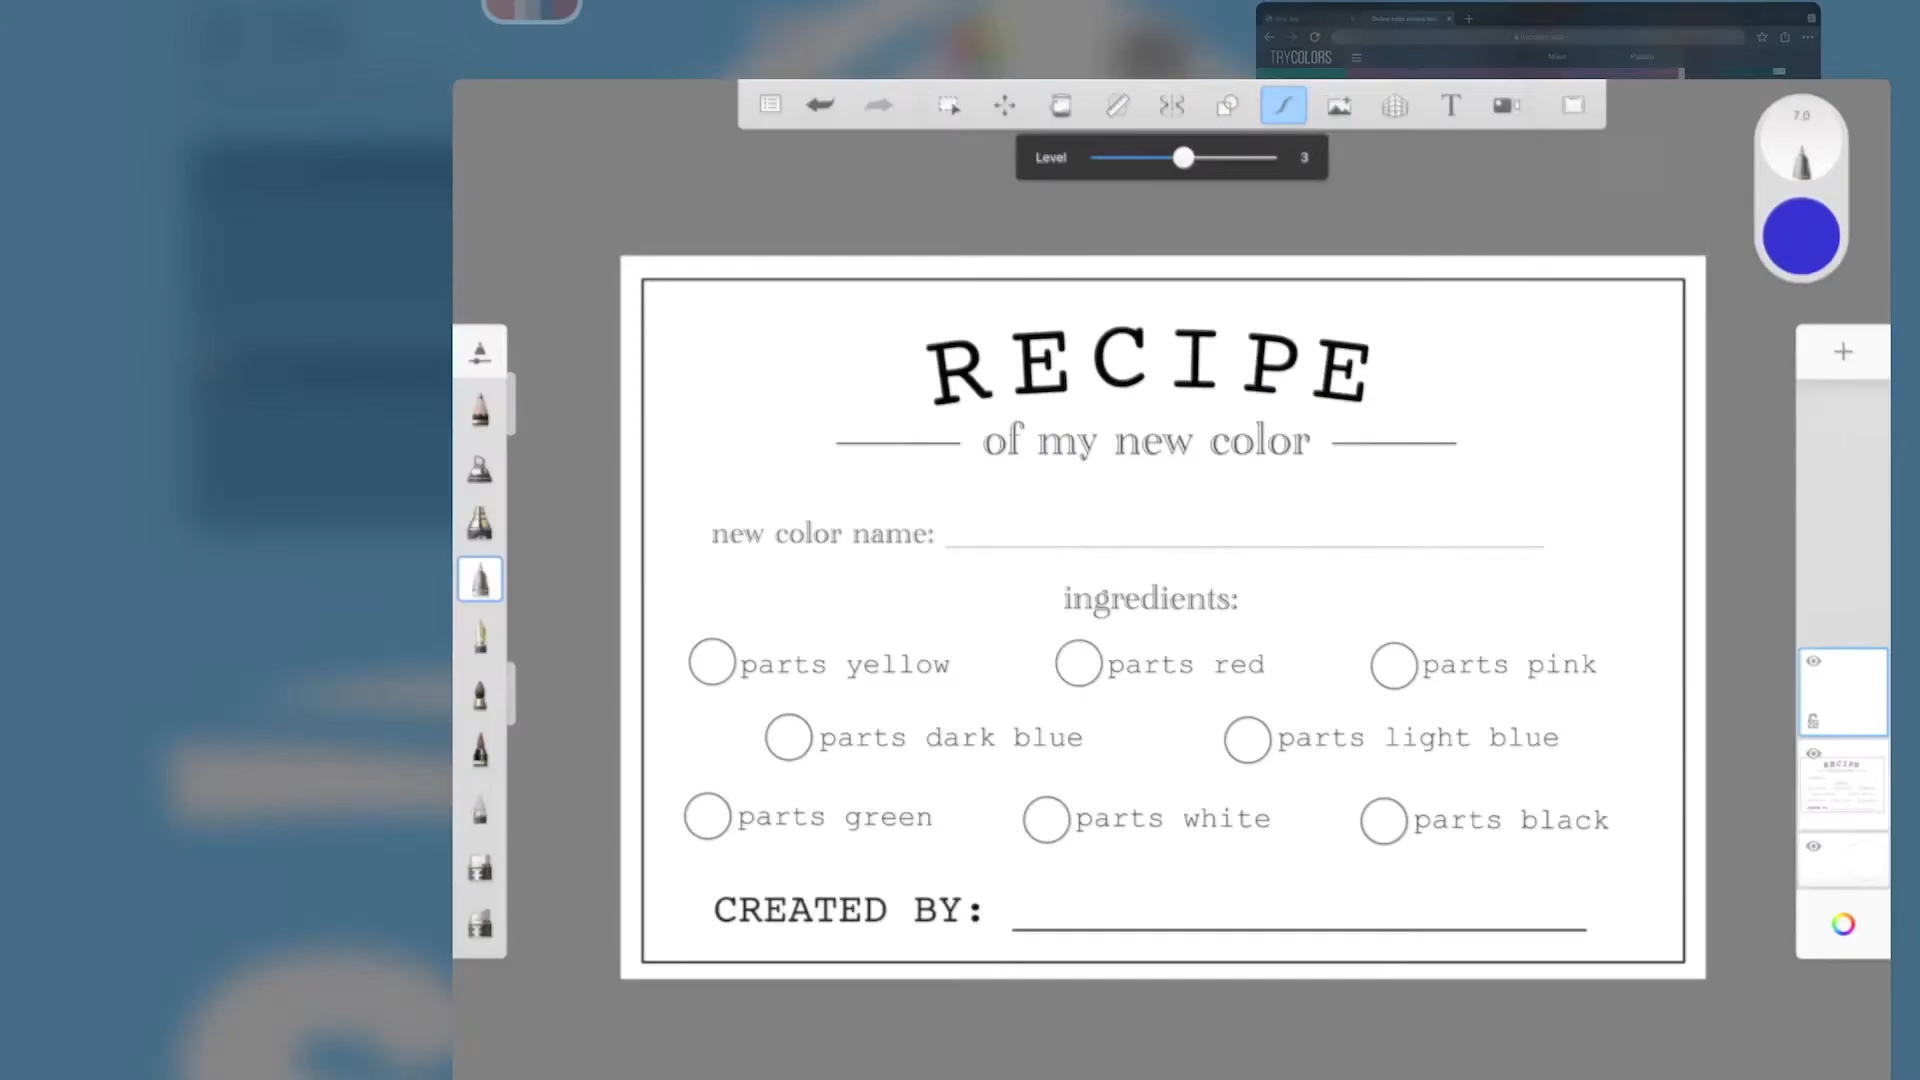 TRYCOLORS
7.0
Level 3
RECIPE
of my new color
new color name:
ingredients:
parts yellow parts red parts pink
parts dark blue parts light blue
parts green parts white parts black
CREATED BY:
T
RECIPE